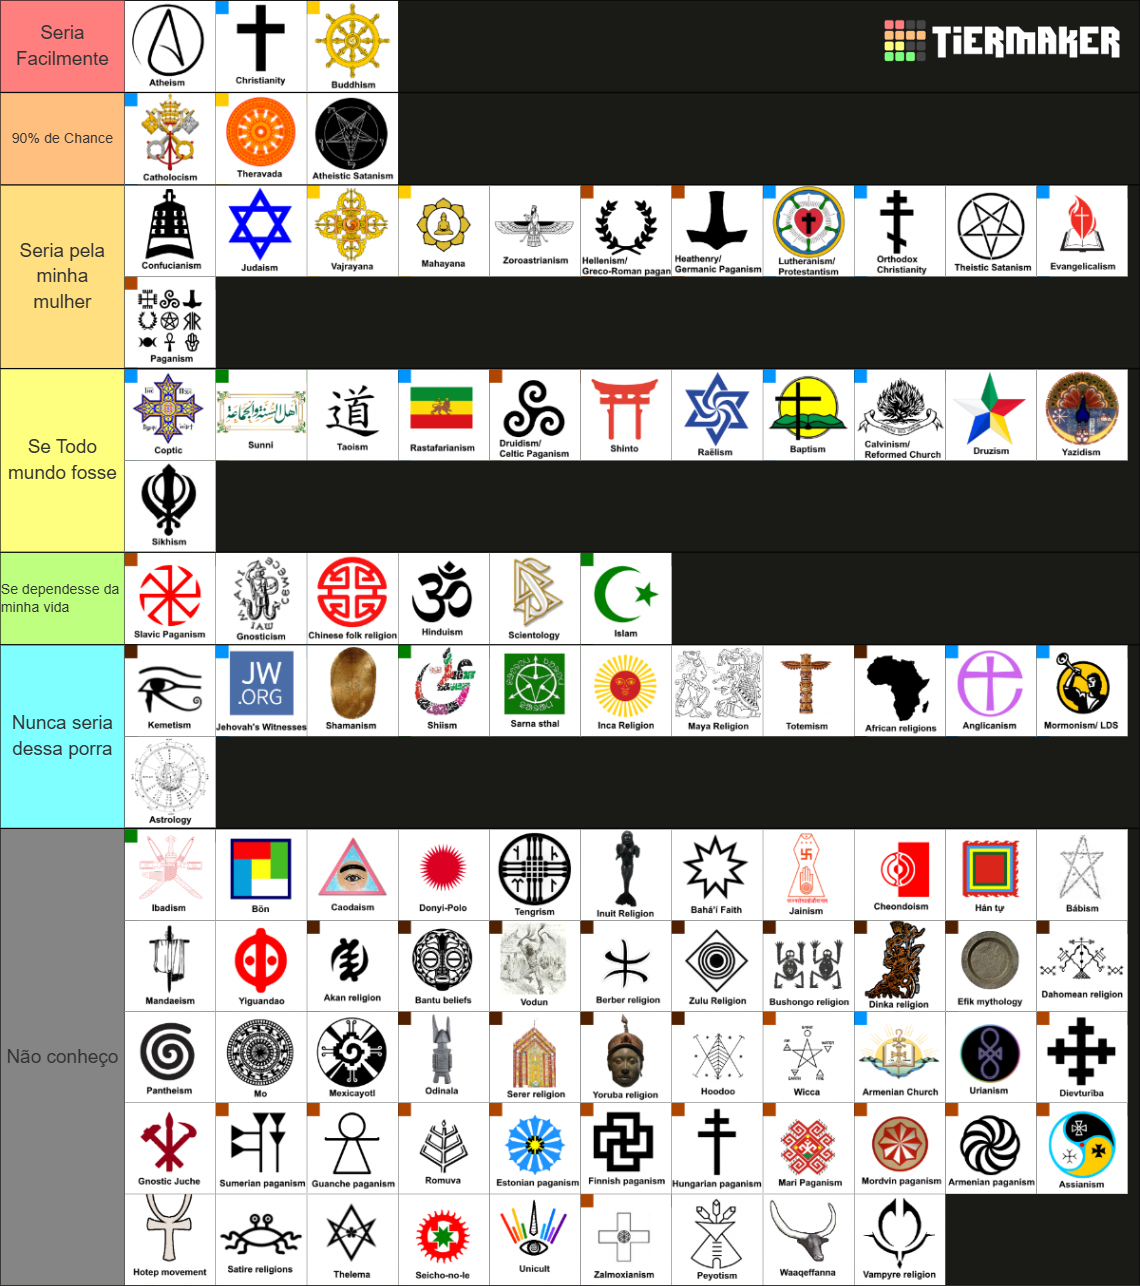 Seria
Facilmente
Atheism
Christianity
Buddhism
TIERMAKER
90% de Chance
Catholocism
Theravada
Atheistic Satanism
Seria pela
minha
mulher
Confucianism
Judaism
Vajrayana
Mahayana
Zoroastrianism
Hellenism/
Greco-Roman pagan
Heathenry/
Germanic Paganism
Lutheranism/
Protestantism
Orthodox
Christianity
Theistic Satanism
Evangelicalism
Paganism
Se Todo
mundo fosse
Coptic
Sunni
道
Taoism
Rastafarianism
Druidism/
Celtic Paganism
Shinto
Raëlism
Baptism
Calvinism/
Reformed Church
Druzism
Yazidism
Sikhism
Se dependesse da
minha vida
Slavic Paganism
Gnosticism
Chinese folk religion
ॐ
Hinduism
Scientology
Islam
Nunca seria
dessa porra
Kemetism
JW
.ORG
Jehovah's Witnesses
Shamanism
Shiism
Sarna sthal
Inca Religion
Maya Religion
Totemism
African religions
Anglicanism
Mormonism/ LDS
Astrology
Não conheço
Ibadism
Bön
Caodaism
Donyi-Polo
Tengrism
Inuit Religion
Bahá'í Faith
Jainism
Cheondoism
Hán tự
Bábism
Mandaeism
Yiguandao
Akan religion
Bantu beliefs
Vodun
Berber religion
Zulu Religion
Bushongo religion
Dinka religion
Efik mythology
Dahomean religion
Pantheism
Mo
Mexicayotl
Odinala
Serer religion
Yoruba religion
Hoodoo
SPIRIT
AIR
WATER
EARTH
FIRE
Wicca
Armenian Church
Urianism
Dievturiba
Gnostic Juche
Sumerian paganism
Guanche paganism
Romuva
Estonian paganism
Finnish paganism
Hungarian paganism
Mari Paganism
Mordvin paganism
Armenian paganism
Assianism
Hotep movement
Satire religions
Thelema
Seicho-no-Ie
Unicult
Zalmoxianism
Peyotism
Waaqeffanna
Vampyre religion